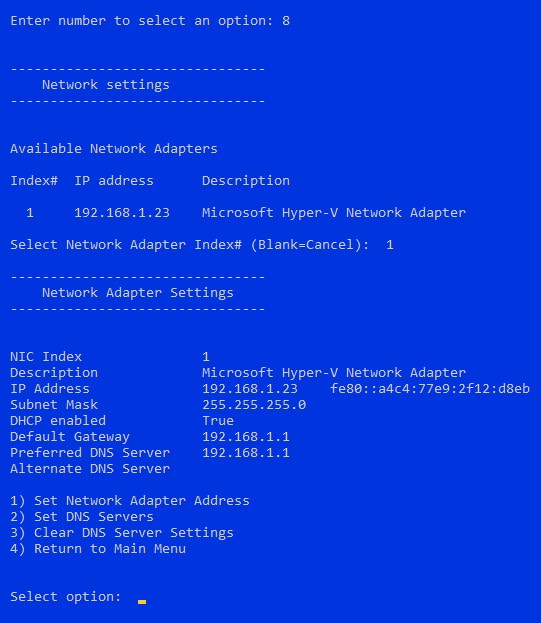 Enter number to select an option: 8
--------------------------------
Network settings
--------------------------------
Available Network Adapters
Index#  IP address      Description
1     192.168.1.23    Microsoft Hyper-V Network Adapter
Select Network Adapter Index# (Blank=Cancel):  1
--------------------------------
Network Adapter Settings
--------------------------------
NIC Index               1
Description             Microsoft Hyper-V Network Adapter
IP Address              192.168.1.23    fe80::a4c4:77e9:2f12:d8eb
Subnet Mask             255.255.255.0
DHCP enabled            True
Default Gateway         192.168.1.1
Preferred DNS Server    192.168.1.1
Alternate DNS Server
1) Set Network Adapter Address
2) Set DNS Servers
3) Clear DNS Server Settings
4) Return to Main Menu
Select option: